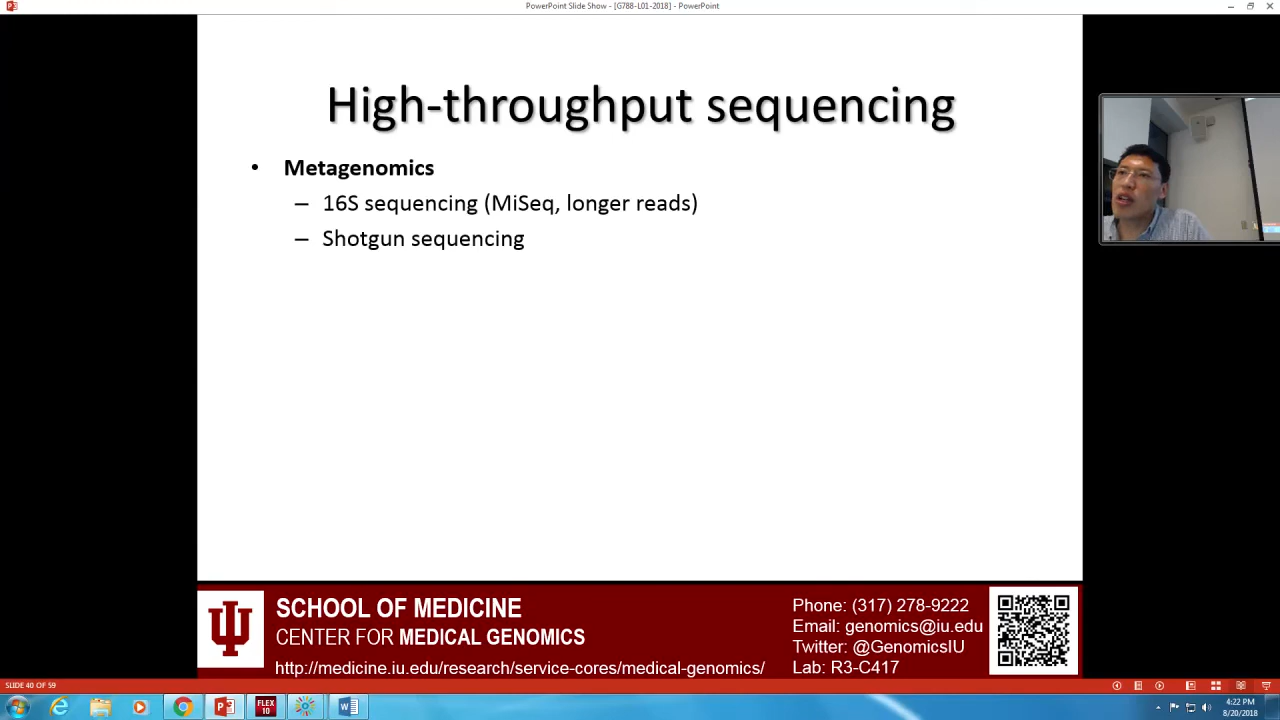 PowerPoint Slide Show - [G788-L01-2018] - PowerPoint
High-throughput sequencing
• Metagenomics
– 16S sequencing (MiSeq, longer reads)
– Shotgun sequencing
SCHOOL OF MEDICINE
CENTER FOR MEDICAL GENOMICS
http://medicine.iu.edu/research/service-cores/medical-genomics/
Phone: (317) 278-9222
Email: genomics@iu.edu
Twitter: @GenomicsIU
Lab: R3-C417
SLIDE 40 OF 59
FLEX
10
4:22 PM
8/20/2018